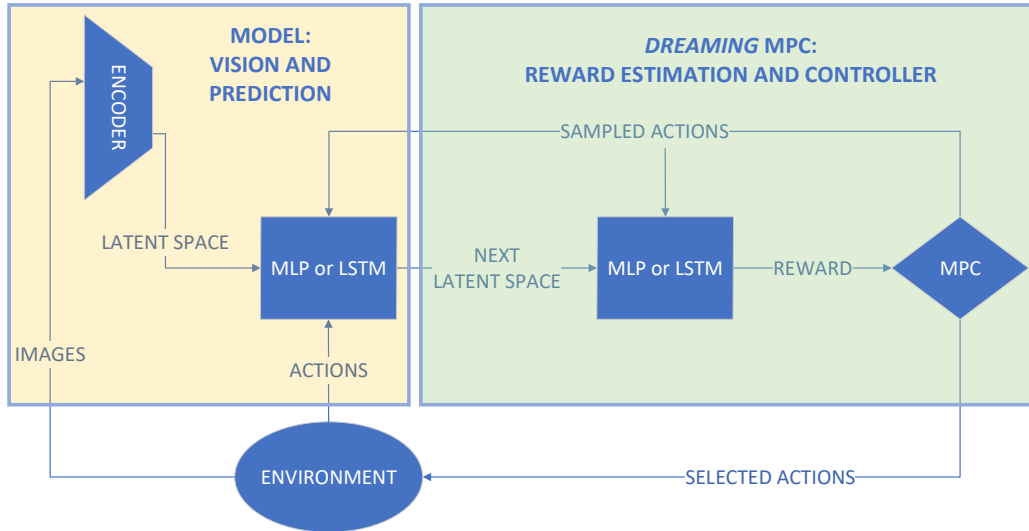 MODEL:
VISION AND
PREDICTION
DREAMING MPC:
REWARD ESTIMATION AND CONTROLLER
ENCODER
SAMPLED ACTIONS
LATENT SPACE
MLP or LSTM
NEXT
LATENT SPACE
MLP or LSTM
REWARD
MPC
IMAGES
ACTIONS
ENVIRONMENT
SELECTED ACTIONS